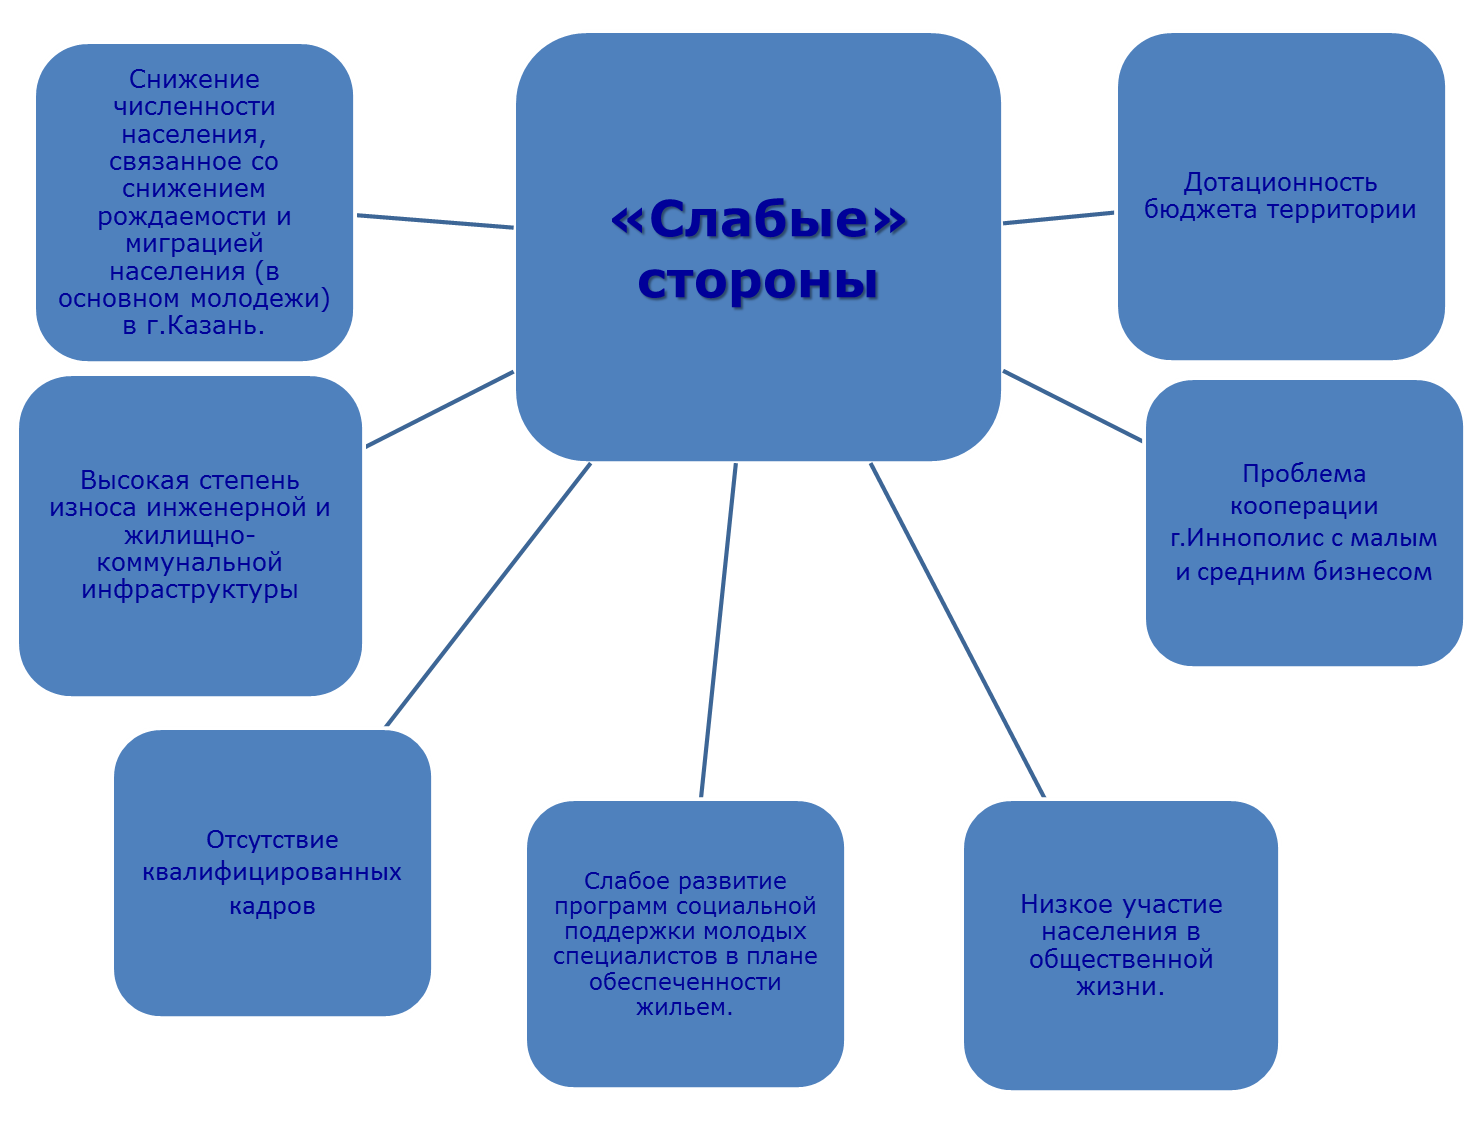 Снижение
численности
населения,
связанное со
снижением
рождаемости и
миграцией
населения (в
основном молодежи)
в г.Казань.
«Слабые»
стороны
Дотационность
бюджета территории
Высокая степень
износа инженерной и
жилищно-
коммунальной
инфраструктуры
Проблема
кооперации
г.Иннополис с малым
и средним бизнесом
Отсутствие
квалифицированных
кадров
Слабое развитие
программ социальной
поддержки молодых
специалистов в плане
обеспеченности
жильем.
Низкое участие
населения в
общественной
жизни.